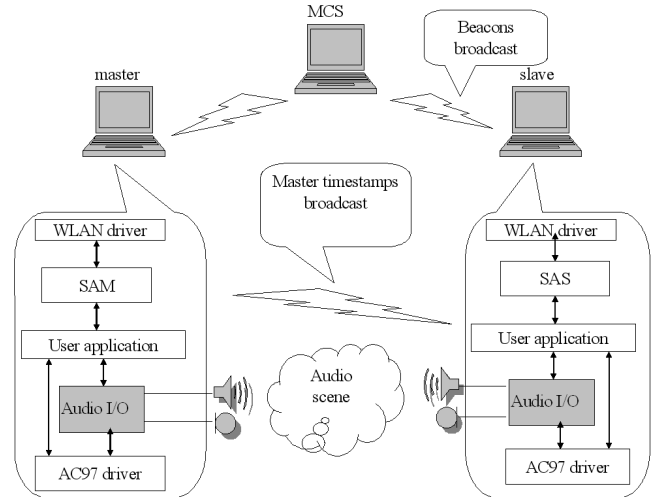 MCS
Beacons
broadcast
master
slave
Master timestamps
broadcast
WLAN driver
SAM
User application
Audio I/O
AC97 driver
Audio
scene
WLAN driver
SAS
User application
Audio I/O
AC97 driver